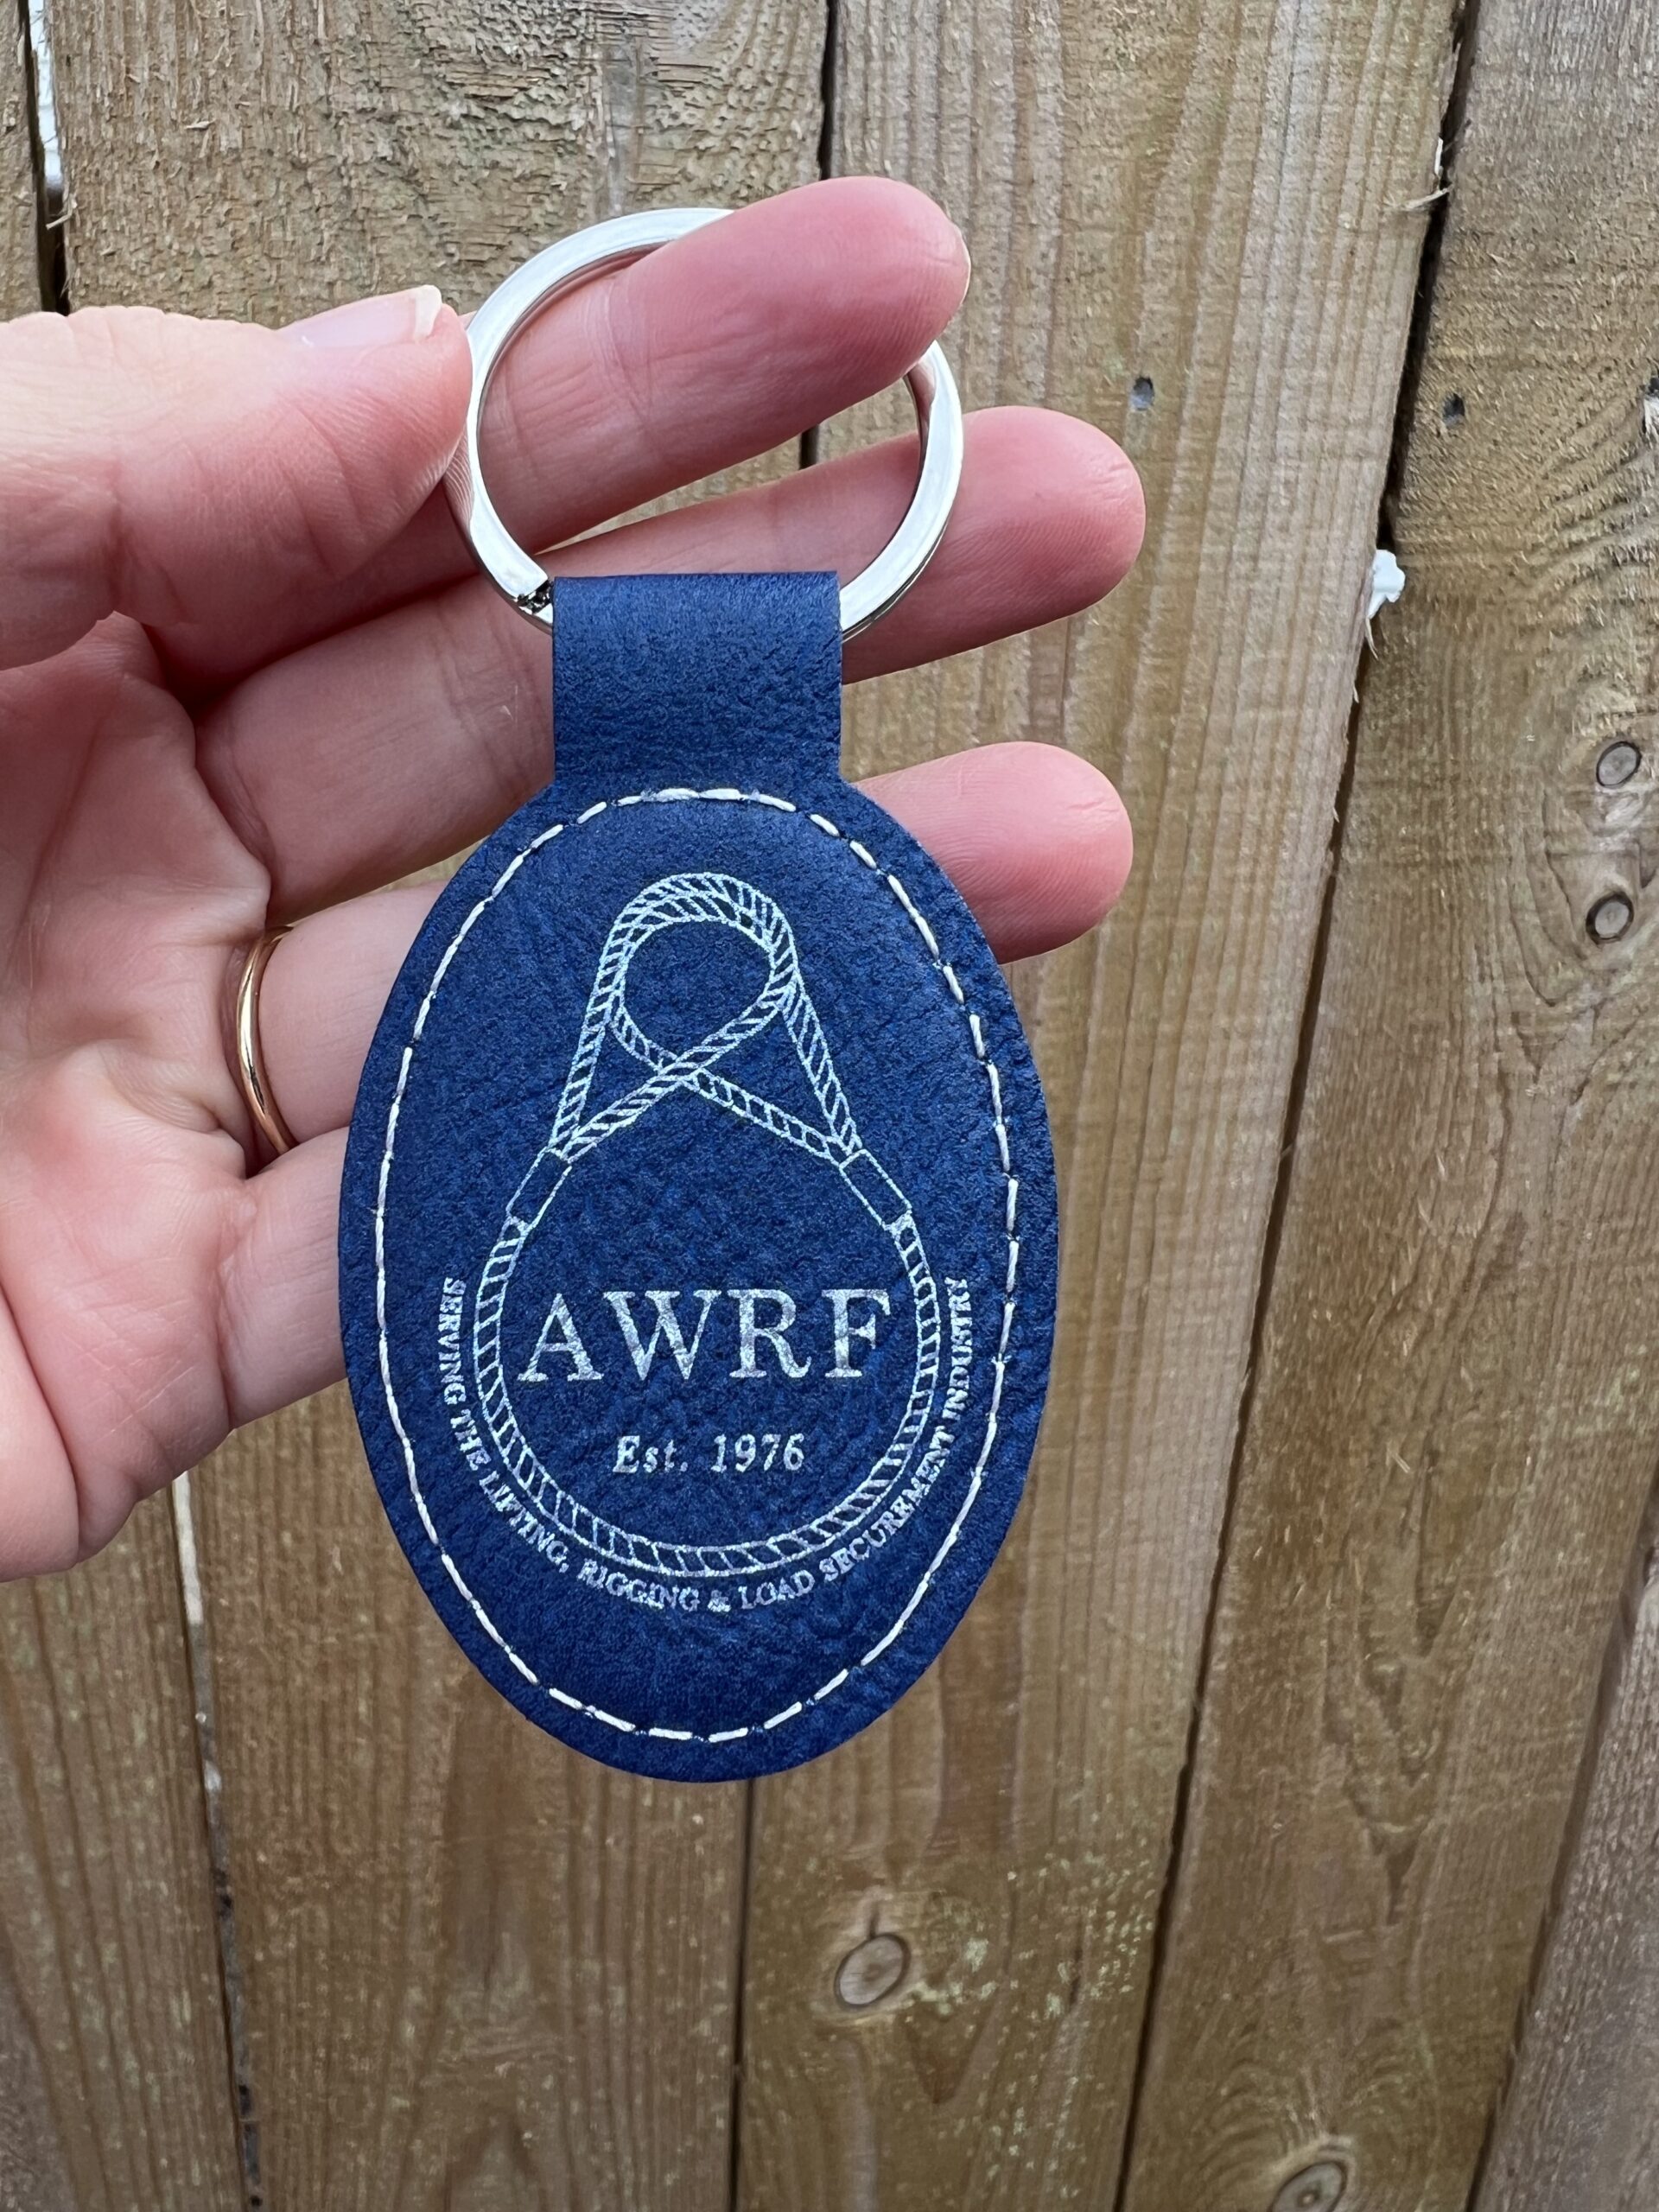 AWRF
Est. 1976
SERVING THE LIFTING, RIGGING & LOAD SECUREMENT INDUSTRY